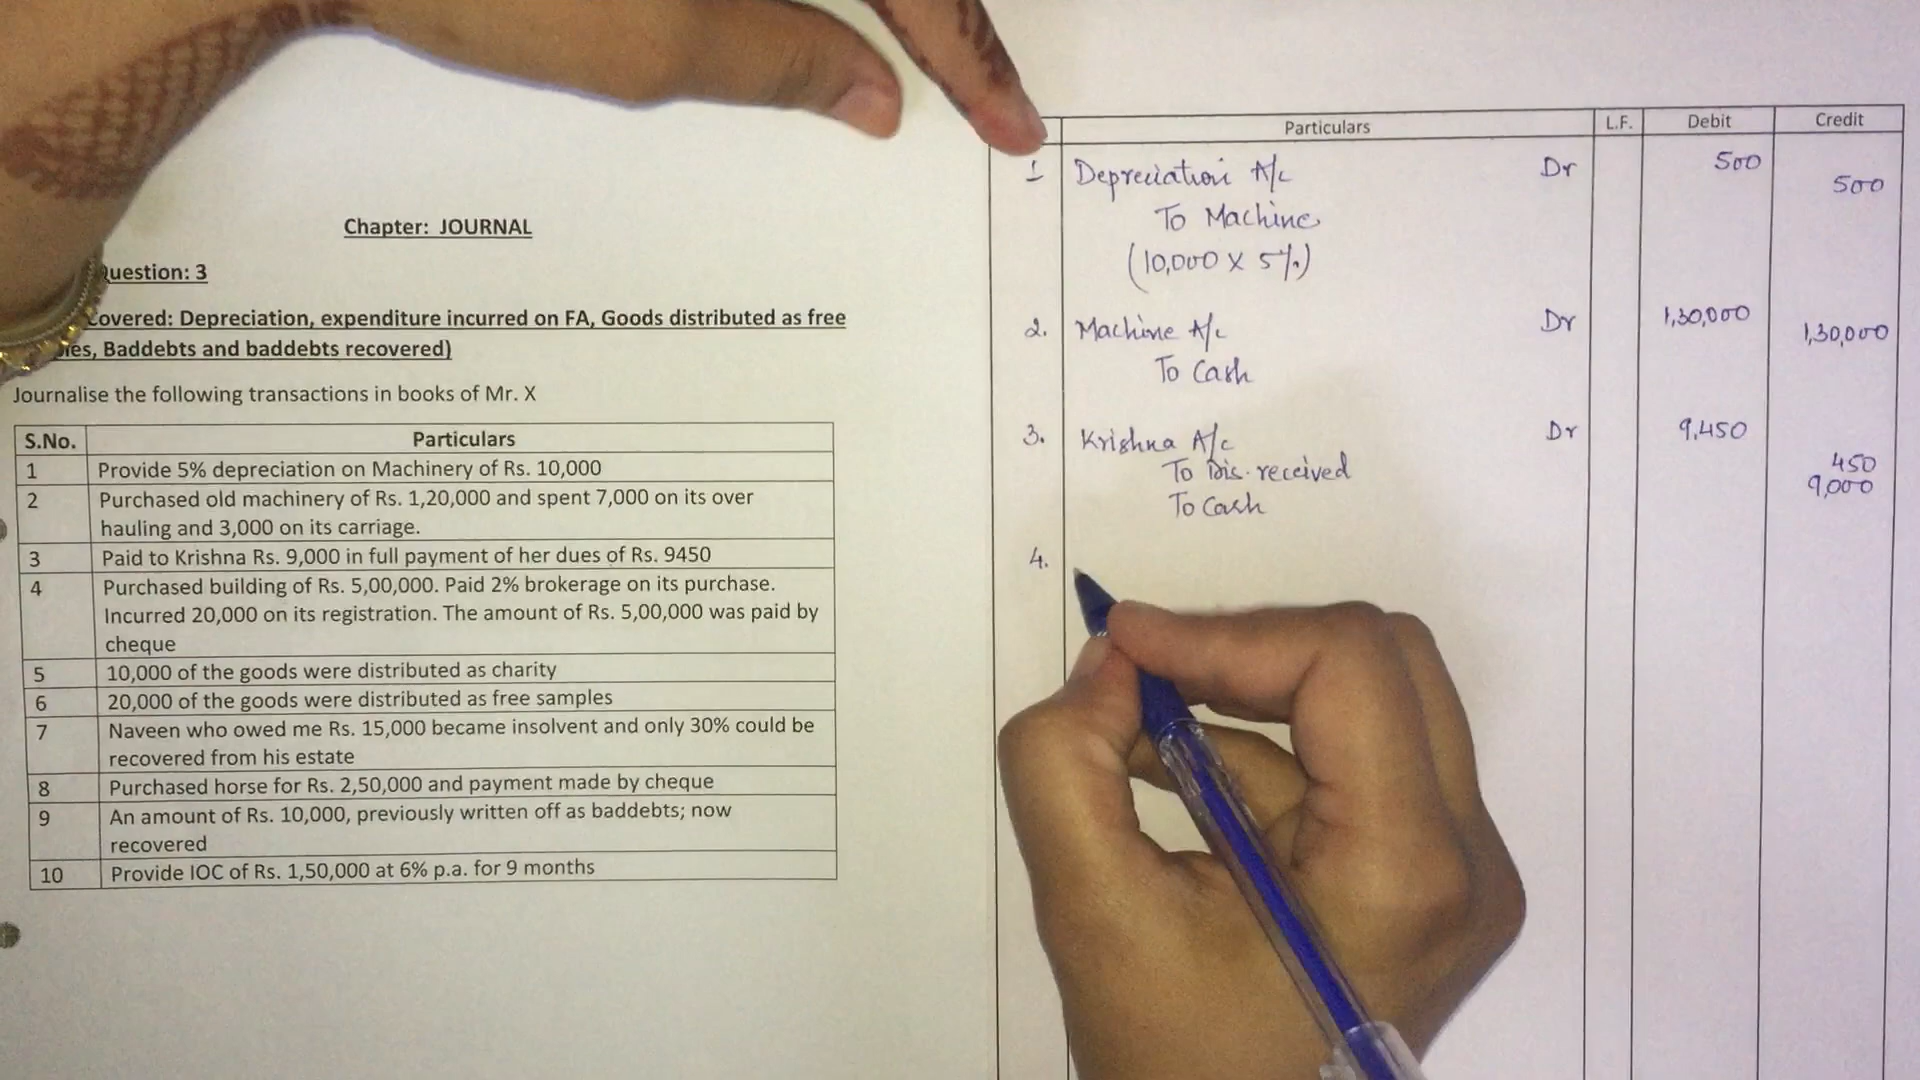 Chapter: JOURNAL
uestion: 3
Covered: Depreciation, expenditure incurred on FA, Goods distributed as free
Baddebts and baddebts recovered)
Journalise the following transactions in books of Mr. X
S.No. Particulars
1 Provide 5% depreciation on Machinery of Rs. 10,000
2 Purchased old machinery of Rs. 1,20,000 and spent 7,000 on its over
hauling and 3,000 on its carriage.
3 Paid to Krishna Rs. 9,000 in full payment of her dues of Rs. 9450
4 Purchased building of Rs. 5,00,000. Paid 2% brokerage on its purchase.
Incurred 20,000 on its registration. The amount of Rs. 5,00,000 was paid by
cheque
5 10,000 of the goods were distributed as charity
6 20,000 of the goods were distributed as free samples
7 Naveen who owed me Rs. 15,000 became insolvent and only 30% could be
recovered from his estate
8 Purchased horse for Rs. 2,50,000 and payment made by cheque
9 An amount of Rs. 10,000, previously written off as baddebts; now
recovered
10 Provide IOC of Rs. 1,50,000 at 6% p.a. for 9 months
Particulars L.F. Debit Credit
1 Depreciation A/c Dr 500
500
To Machine
(10,000 x 5%)
2. Machine A/c Dr 1,30,000
1,30,000
To Cash
3. Krishna A/c Dr 9,450
To Dis. received 450
To Cash 9,000
4.